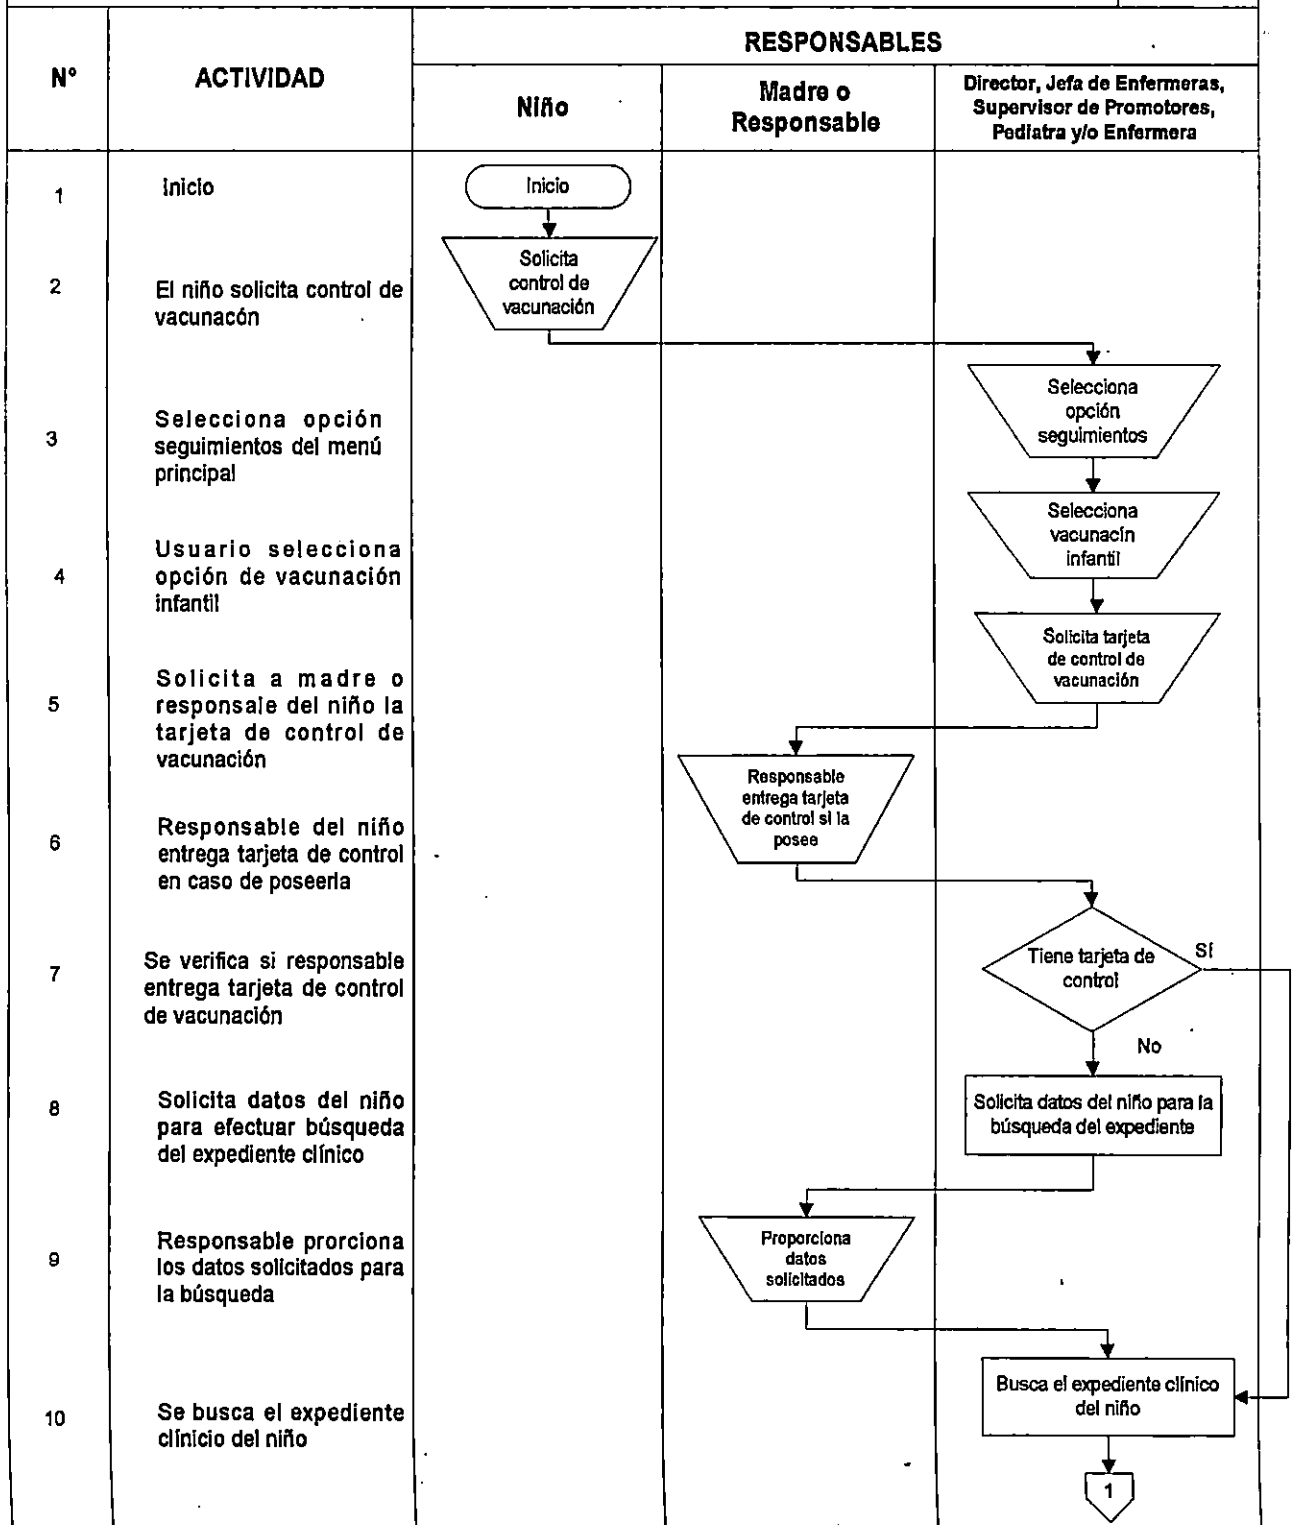 RESPONSABLES
N°
ACTIVIDAD
Niño
Madre o
Responsable
Director, Jefa de Enfermeras,
Supervisor de Promotores,
Pediatra y/o Enfermera
1
Inicio
Inicio
2
El niño solicita control de
vacunacón
Solicita
control de
vacunación
3
Selecciona opción
seguimientos del menú
principal
Selecciona
opción
seguimientos
4
Usuario selecciona
opción de vacunación
infantil
Selecciona
vacunacin
infantil
5
Solicita a madre o
responsale del niño la
tarjeta de control de
vacunación
Solicita tarjeta
de control de
vacunación
6
Responsable del niño
entrega tarjeta de control
en caso de poseerla
Responsable
entrega tarjeta
de control si la
posee
7
Se verifica si responsable
entrega tarjeta de control
de vacunación
Tiene tarjeta de
control
Sí
No
8
Solicita datos del niño
para efectuar búsqueda
del expediente clínico
Solicita datos del niño para la
búsqueda del expediente
9
Responsable prorciona
los datos solicitados para
la búsqueda
Proporciona
datos
solicitados
10
Se busca el expediente
clínicio del niño
Busca el expediente clínico
del niño
1